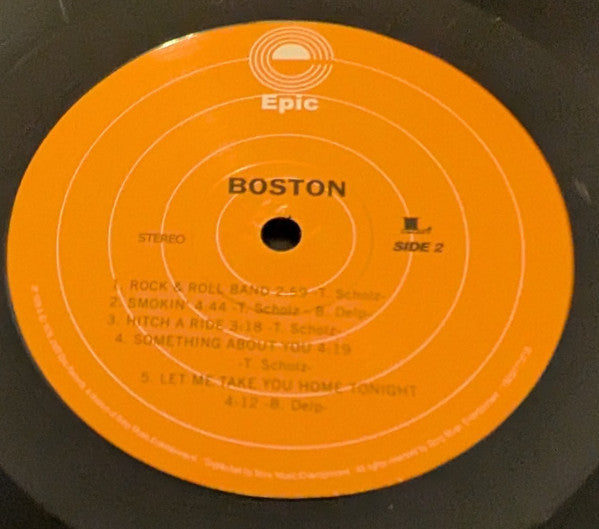 Epic
BOSTON
STEREO
SIDE 2
1. ROCK & ROLL BAND 2:59 -T. Scholz-
2. SMOKIN' 4:44 -T. Scholz - B. Delp-
3. HITCH A RIDE 3:18 -T. Scholz-
4. SOMETHING ABOUT YOU 4:19
-T. Scholz-
5. LET ME TAKE YOU HOME TONIGHT
4:12 -B. Delp-